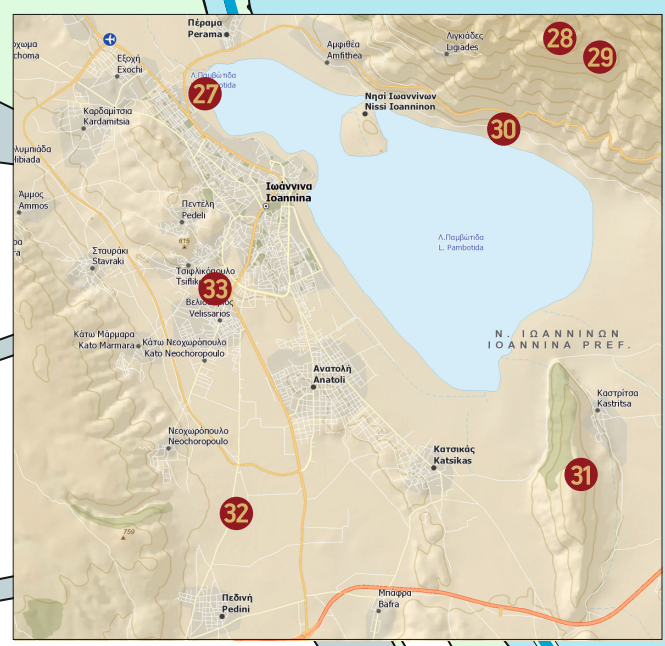 Πέραμα
Perama
28
29
Λιγκιάδες
Ligiades
Αμφιθέα
Amfithea
Εξοχή
Exochi
Λ.Παμβώτιδα
27
Νησί Ιωαννίνων
Nissi Ioanninon
30
Καρδαμίτσια
Kardamitsia
Ιωάννινα
Ioannina
Άμμος
Ammos
Πεντέλη
Pedeli
Λ.Παμβώτιδα
L. Pambotida
815
Σταυράκι
Stavraki
33
Velissarios
Ν. ΙΩΑΝΝΙΝΩΝ
IOANNINA PREF.
Κάτω Μάρμαρα
Kato Marmara
Κάτω Νεοχωρόπουλο
Kato Neochoropoulo
Ανατολή
Anatoli
Καστρίτσα
Kastritsa
Νεοχωρόπουλο
Neochoropoulo
Κατσικάς
Katsikas
31
32
759
Πεδινή
Pedini
Μπάφρα
Bafra